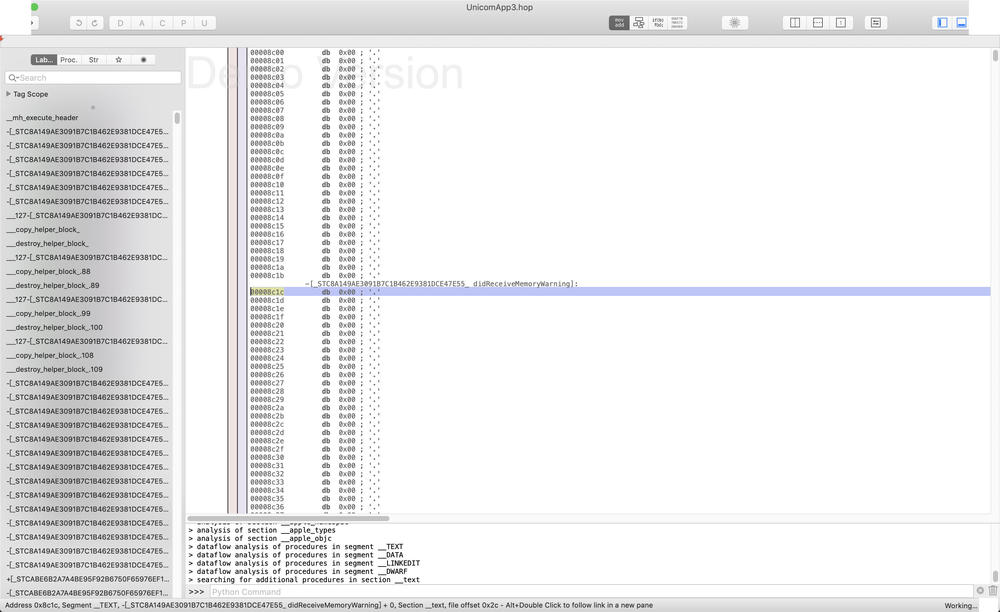 UnicomApp3.hop
D A C P U
Lab... Proc. Str
Search
Tag Scope
__mh_execute_header
-[_STC8A149AE3091B7C1B462E9381DCE47E5...
-[_STC8A149AE3091B7C1B462E9381DCE47E5...
-[_STC8A149AE3091B7C1B462E9381DCE47E5...
-[_STC8A149AE3091B7C1B462E9381DCE47E5...
-[_STC8A149AE3091B7C1B462E9381DCE47E5...
-[_STC8A149AE3091B7C1B462E9381DCE47E5...
___127-[_STC8A149AE3091B7C1B462E9381DC...
___copy_helper_block_
___destroy_helper_block_
___127-[_STC8A149AE3091B7C1B462E9381DC...
___copy_helper_block_.88
___destroy_helper_block_.89
___127-[_STC8A149AE3091B7C1B462E9381DC...
___copy_helper_block_.99
___destroy_helper_block_.100
___127-[_STC8A149AE3091B7C1B462E9381DC...
___copy_helper_block_.108
___destroy_helper_block_.109
-[_STC8A149AE3091B7C1B462E9381DCE47E5...
-[_STC8A149AE3091B7C1B462E9381DCE47E5...
-[_STC8A149AE3091B7C1B462E9381DCE47E5...
-[_STC8A149AE3091B7C1B462E9381DCE47E5...
-[_STC8A149AE3091B7C1B462E9381DCE47E5...
-[_STC8A149AE3091B7C1B462E9381DCE47E5...
-[_STC8A149AE3091B7C1B462E9381DCE47E5...
-[_STC8A149AE3091B7C1B462E9381DCE47E5...
-[_STC8A149AE3091B7C1B462E9381DCE47E5...
-[_STC8A149AE3091B7C1B462E9381DCE47E5...
-[_STC8A149AE3091B7C1B462E9381DCE47E5...
-[_STC8A149AE3091B7C1B462E9381DCE47E5...
-[_STC8A149AE3091B7C1B462E9381DCE47E5...
-[_STC8A149AE3091B7C1B462E9381DCE47E5...
+[_STCABE6B2A7A4BE95F92B6750F65976EF1...
Demo Version
00008c00 db 0x00 ; '.'
00008c01 db 0x00 ; '.'
00008c02 db 0x00 ; '.'
00008c03 db 0x00 ; '.'
00008c04 db 0x00 ; '.'
00008c05 db 0x00 ; '.'
00008c06 db 0x00 ; '.'
00008c07 db 0x00 ; '.'
00008c08 db 0x00 ; '.'
00008c09 db 0x00 ; '.'
00008c0a db 0x00 ; '.'
00008c0b db 0x00 ; '.'
00008c0c db 0x00 ; '.'
00008c0d db 0x00 ; '.'
00008c0e db 0x00 ; '.'
00008c0f db 0x00 ; '.'
00008c10 db 0x00 ; '.'
00008c11 db 0x00 ; '.'
00008c12 db 0x00 ; '.'
00008c13 db 0x00 ; '.'
00008c14 db 0x00 ; '.'
00008c15 db 0x00 ; '.'
00008c16 db 0x00 ; '.'
00008c17 db 0x00 ; '.'
00008c18 db 0x00 ; '.'
00008c19 db 0x00 ; '.'
00008c1a db 0x00 ; '.'
00008c1b db 0x00 ; '.'
-[_STC8A149AE3091B7C1B462E9381DCE47E55_ didReceiveMemoryWarning]:
00008c1c db 0x00 ; '.'
00008c1d db 0x00 ; '.'
00008c1e db 0x00 ; '.'
00008c1f db 0x00 ; '.'
00008c20 db 0x00 ; '.'
00008c21 db 0x00 ; '.'
00008c22 db 0x00 ; '.'
00008c23 db 0x00 ; '.'
00008c24 db 0x00 ; '.'
00008c25 db 0x00 ; '.'
00008c26 db 0x00 ; '.'
00008c27 db 0x00 ; '.'
00008c28 db 0x00 ; '.'
00008c29 db 0x00 ; '.'
00008c2a db 0x00 ; '.'
00008c2b db 0x00 ; '.'
00008c2c db 0x00 ; '.'
00008c2d db 0x00 ; '.'
00008c2e db 0x00 ; '.'
00008c2f db 0x00 ; '.'
00008c30 db 0x00 ; '.'
00008c31 db 0x00 ; '.'
00008c32 db 0x00 ; '.'
00008c33 db 0x00 ; '.'
00008c34 db 0x00 ; '.'
00008c35 db 0x00 ; '.'
00008c36 db 0x00 ; '.'
> analysis of section __apple_types
> analysis of section __apple_objc
> dataflow analysis of procedures in segment __TEXT
> dataflow analysis of procedures in segment __DATA
> dataflow analysis of procedures in segment __LINKEDIT
> dataflow analysis of procedures in segment __DWARF
> searching for additional procedures in section __text
>>> Python Command
Address 0x8c1c, Segment __TEXT, -[_STC8A149AE3091B7C1B462E9381DCE47E55_ didReceiveMemoryWarning] + 0, Section __text, file offset 0x2c - Alt+Double Click to follow link in a new pane
Working...